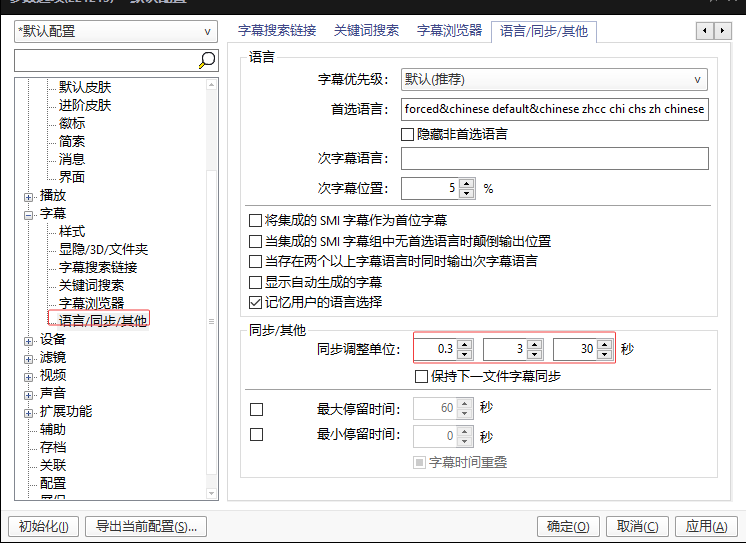 *默认配置
字幕搜索链接 关键词搜索 字幕浏览器 语言/同步/其他
默认皮肤
进阶皮肤
徽标
简索
消息
界面
播放
字幕
样式
显隐/3D/文件夹
字幕搜索链接
关键词搜索
字幕浏览器
语言/同步/其他
设备
滤镜
视频
声音
扩展功能
辅助
存档
关联
配置
语言
字幕优先级: 默认(推荐)
首选语言: forced&chinese default&chinese zhcc chi chs zh chinese
隐藏非首选语言
次字幕语言:
次字幕位置: 5 %
将集成的 SMI 字幕作为首位字幕
当集成的 SMI 字幕组中无首选语言时颠倒输出位置
当存在两个以上字幕语言时同时输出次字幕语言
显示自动生成的字幕
记忆用户的语言选择
同步/其他
同步调整单位: 0.3 3 30 秒
保持下一文件字幕同步
最大停留时间: 60 秒
最小停留时间: 0 秒
字幕时间重叠
初始化(I) 导出当前配置(S)... 确定(O) 取消(C) 应用(A)